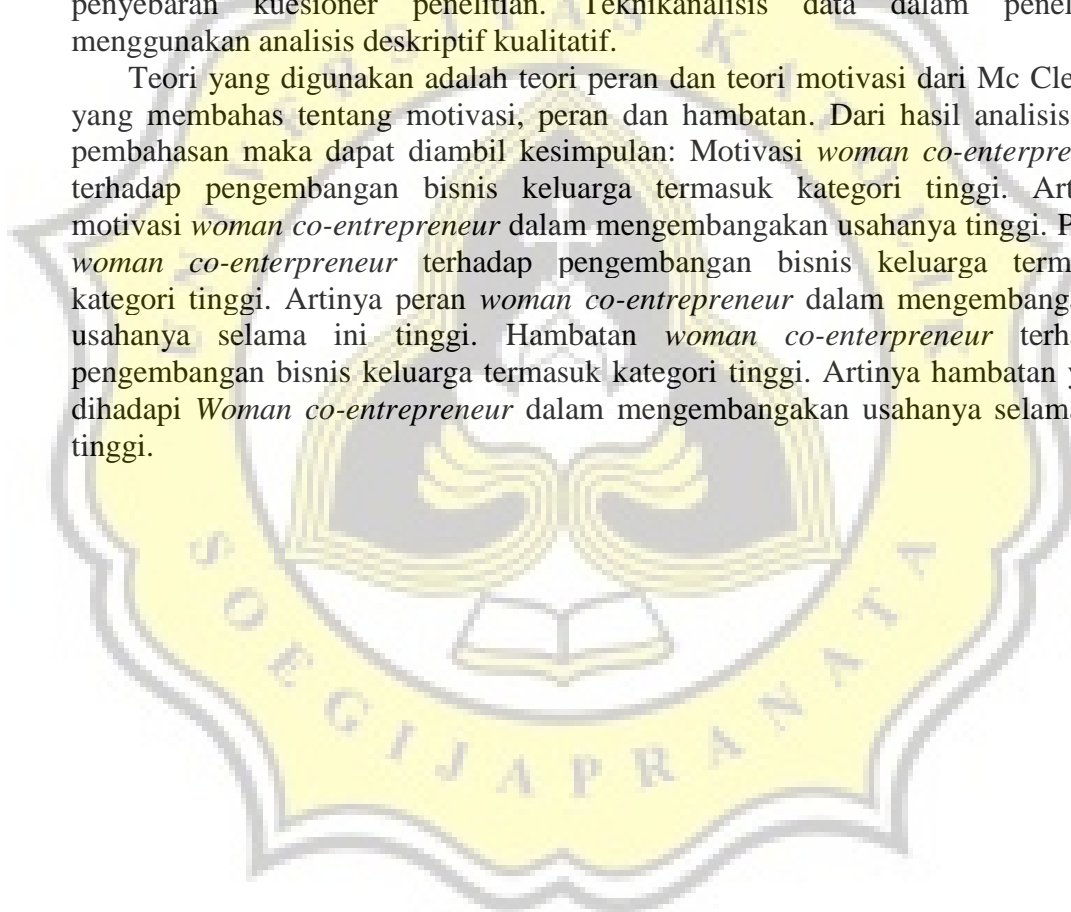 penyebaran kuesioner penelitian. Teknikanalisis data dalam
menggunakan analisis deskriptif kualitatif.
Teori yang digunakan adalah teori peran dan teori motivasi dari Mc
yang membahas tentang motivasi, peran dan hambatan. Dari hasil analisis
pembahasan maka dapat diambil kesimpulan: Motivasi woman
terhadap pengembangan bisnis keluarga termasuk kategori tinggi.
motivasi woman co-entrepreneur dalam mengembangakan usahanya tinggi.
woman co-enterpreneur terhadap pengembangan bisnis keluarga
kategori tinggi. Artinya peran woman co-entrepreneur dalam
usahanya selama ini tinggi. Hambatan woman co-enterpreneur
pengembangan bisnis keluarga termasuk kategori tinggi. Artinya hambatan
dihadapi Woman co-entrepreneur dalam mengembangakan usahanya
tinggi.
SOEGIJAPRANATA